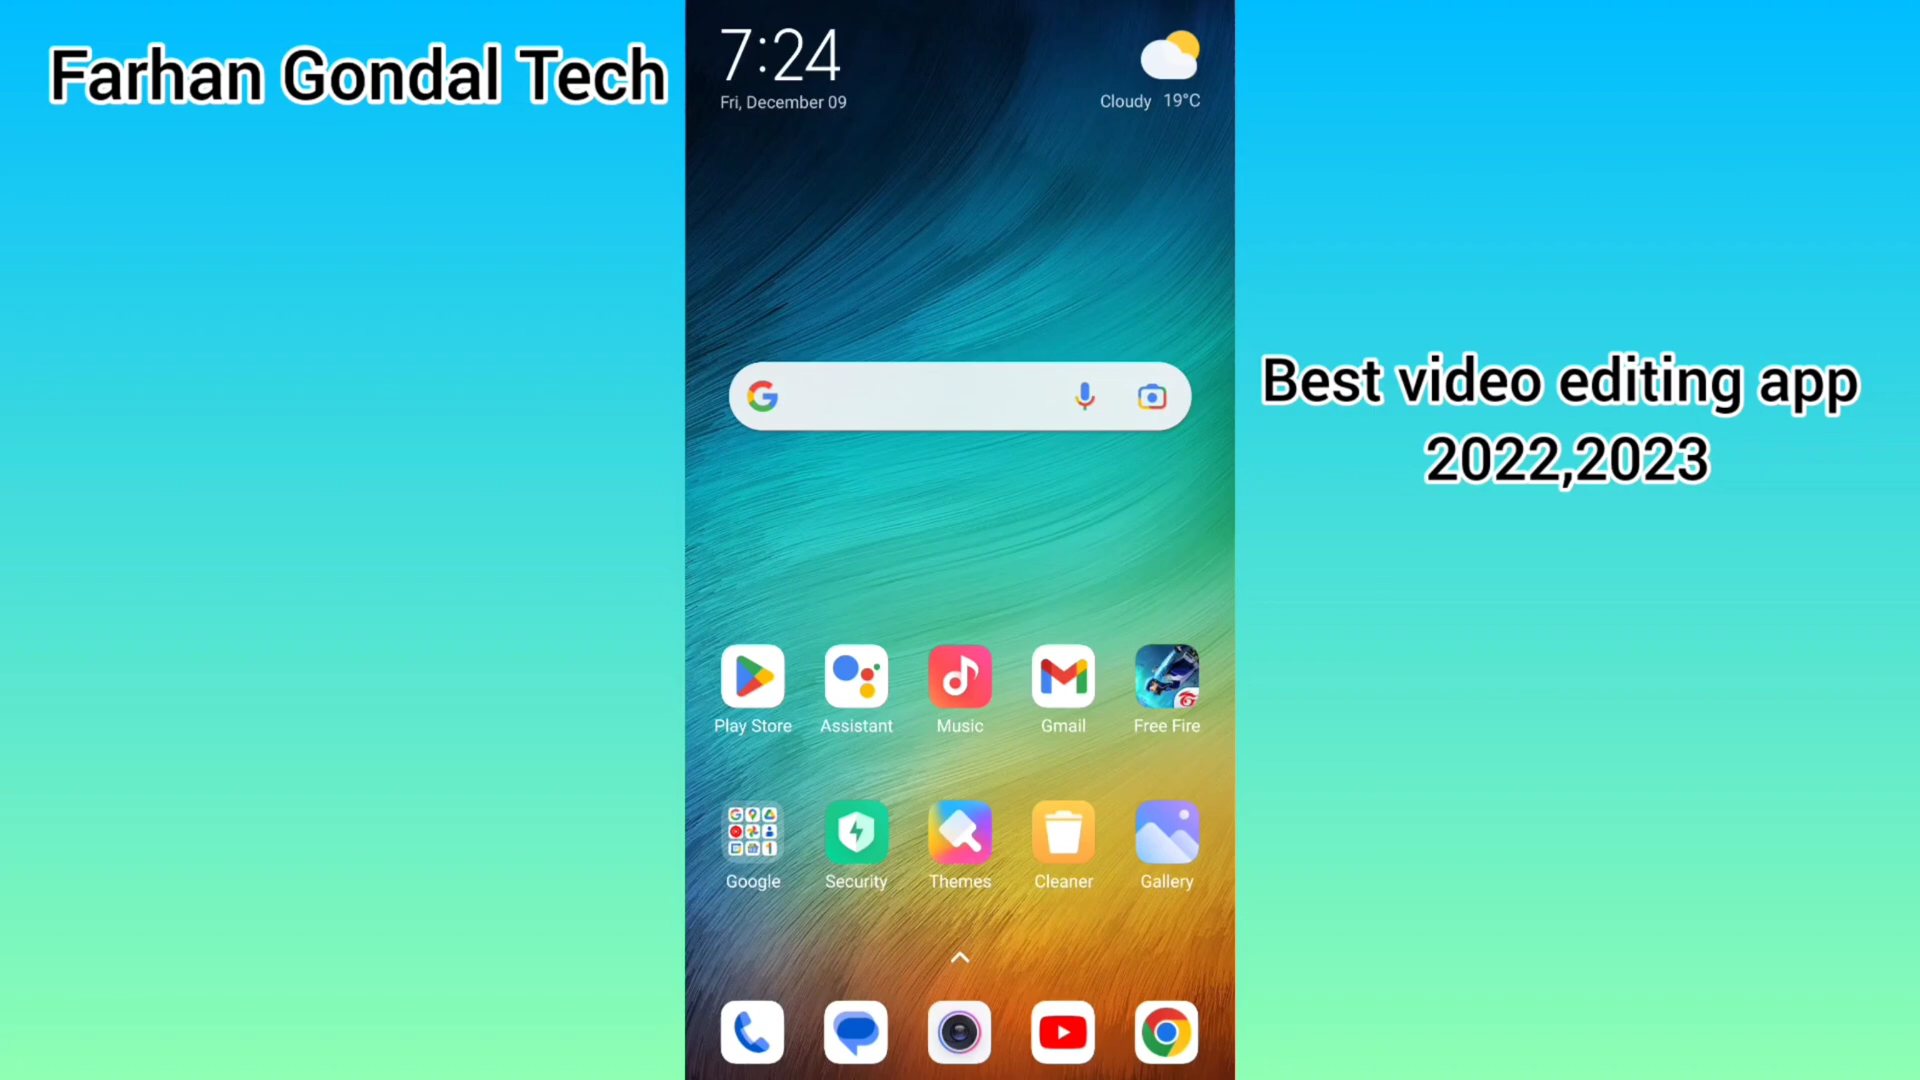 Farhan Gondal Tech
7:24
Fri, December 09
Cloudy 19°C
Best video editing app
2022,2023
Play Store
Assistant
Music
Gmail
Free Fire
Google
Security
Themes
Cleaner
Gallery